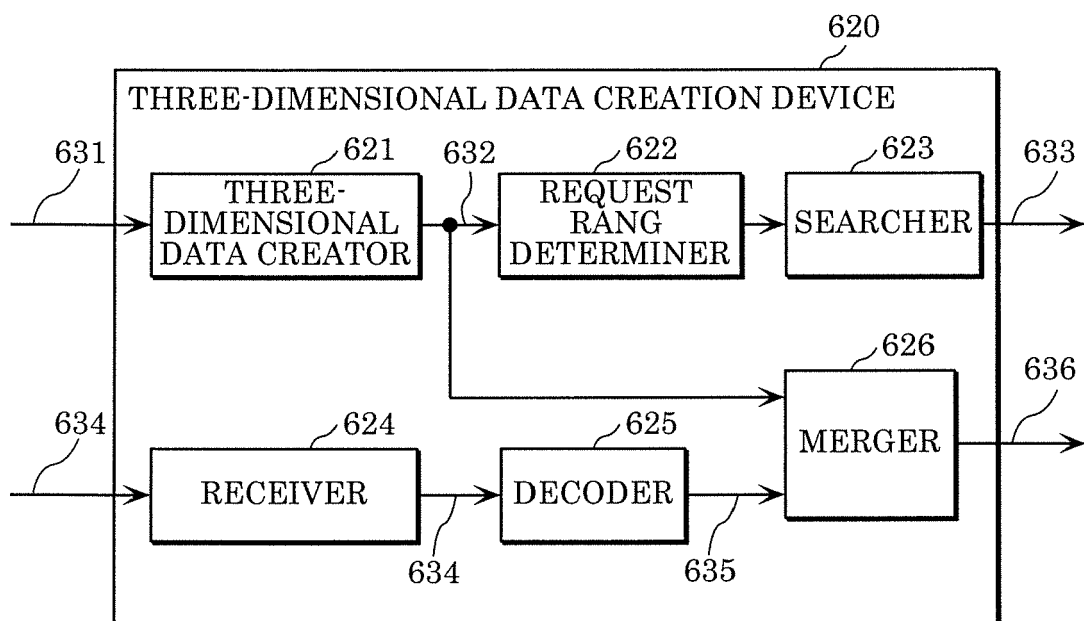 620
THREE-DIMENSIONAL DATA CREATION DEVICE
631
621
632
622
623
633
THREE-
DIMENSIONAL
DATA CREATOR
REQUEST
RANG
DETERMINER
SEARCHER
626
636
634
624
625
MERGER
RECEIVER
DECODER
634
635